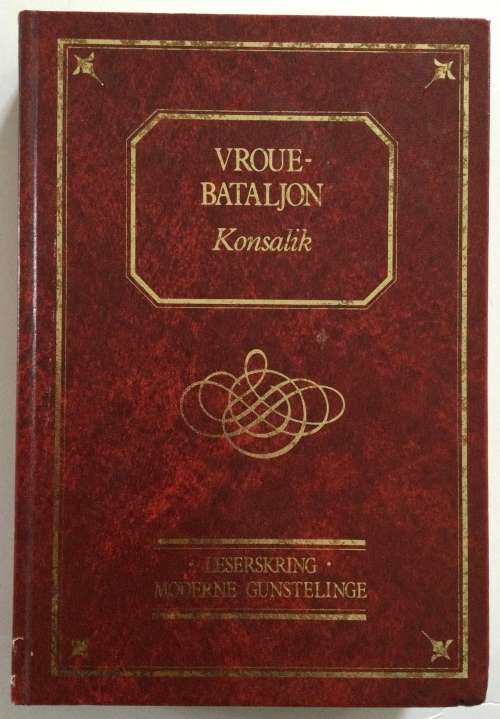 VROUE-
BATALJON
Konsalik
· LESERSKRING ·
MODERNE GUNSTELINGE